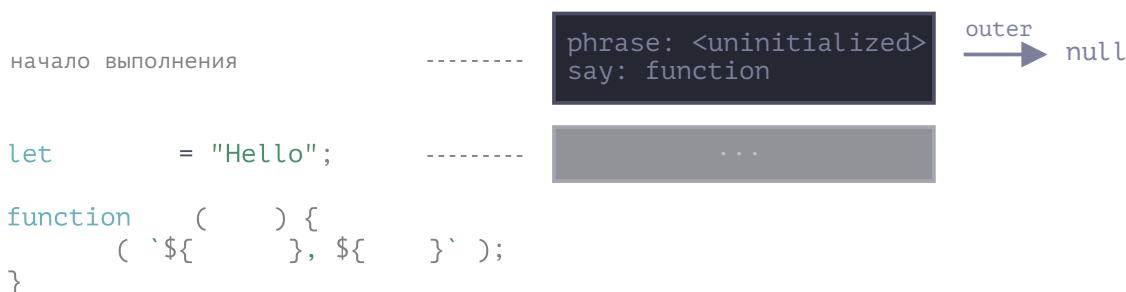 начало выполнения --------- phrase: <uninitialized> outer null
say: function
let = "Hello"; --------- ...
function ( ) {
( `${ }, ${ }` );
}